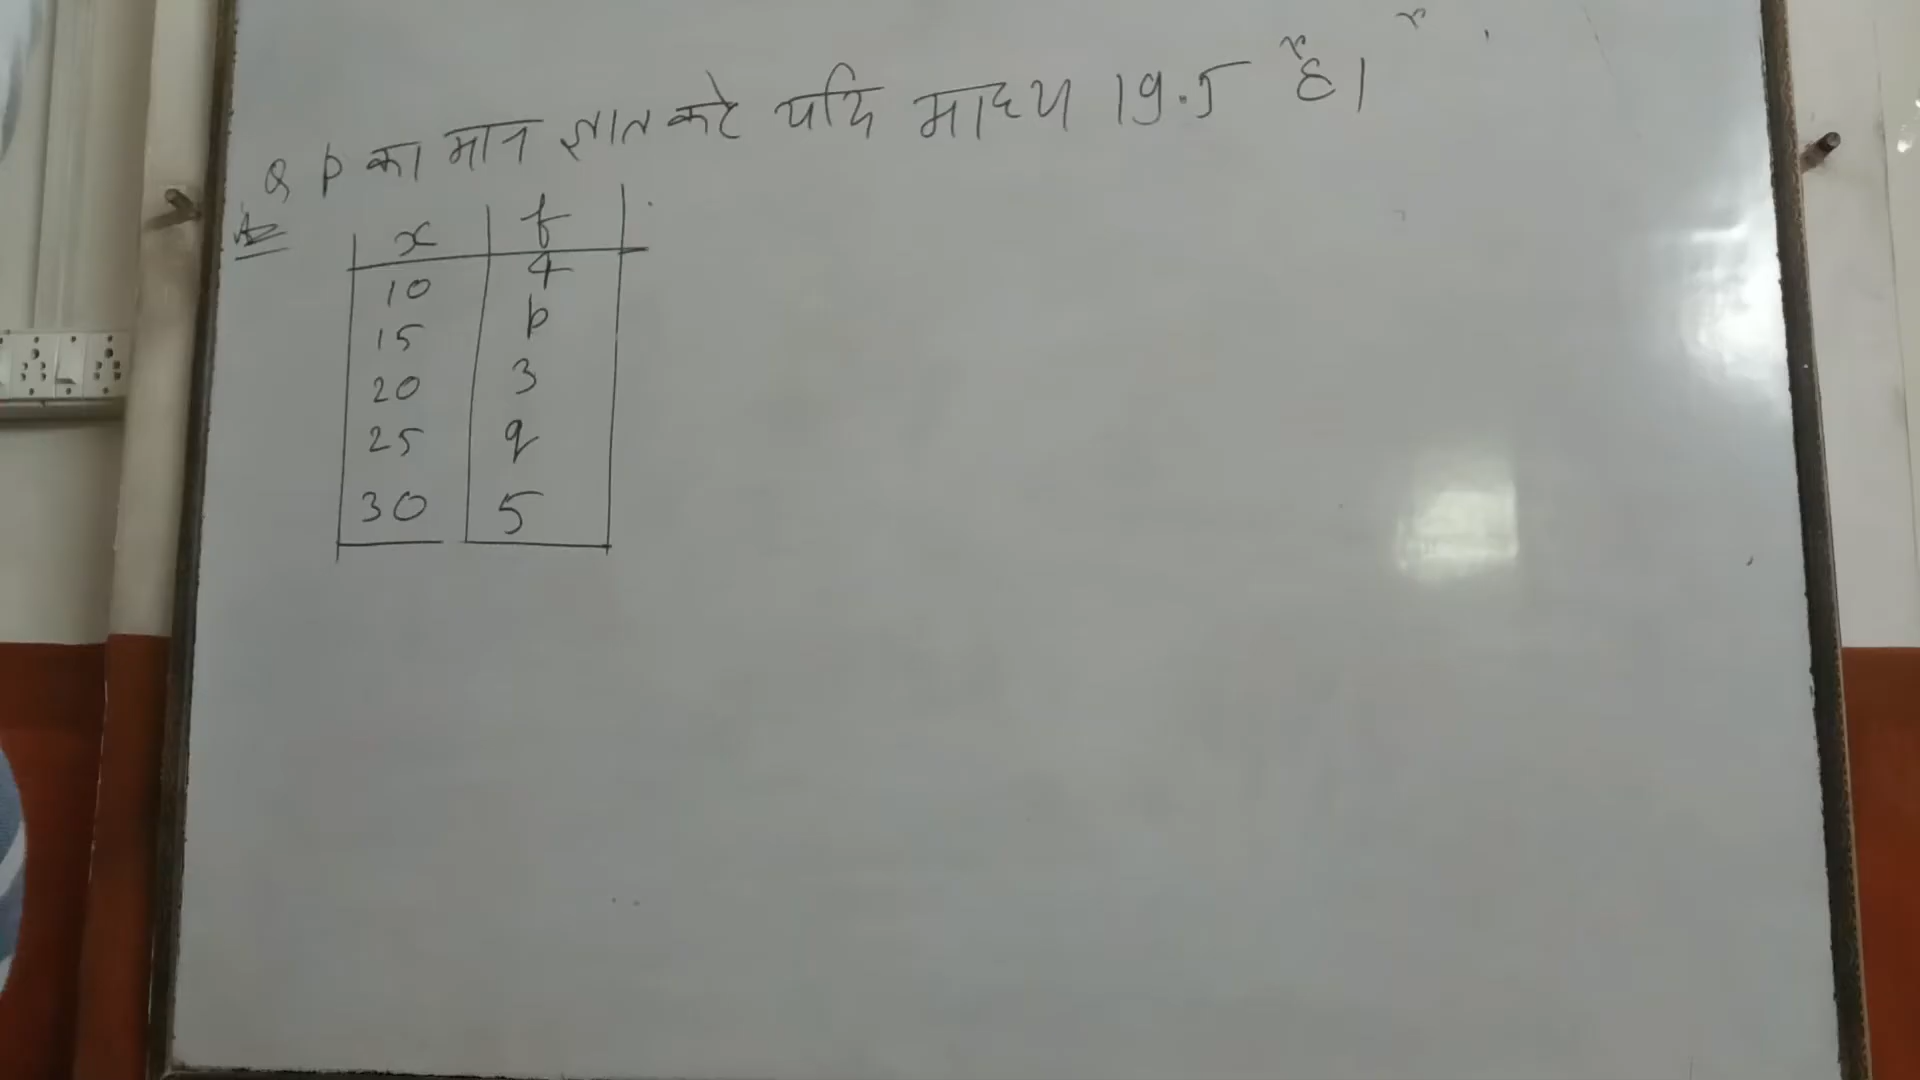 Q p का मान ज्ञात करे यदि माध्य 19.5 है।
x f
10 4
15 p
20 3
25 q
30 5